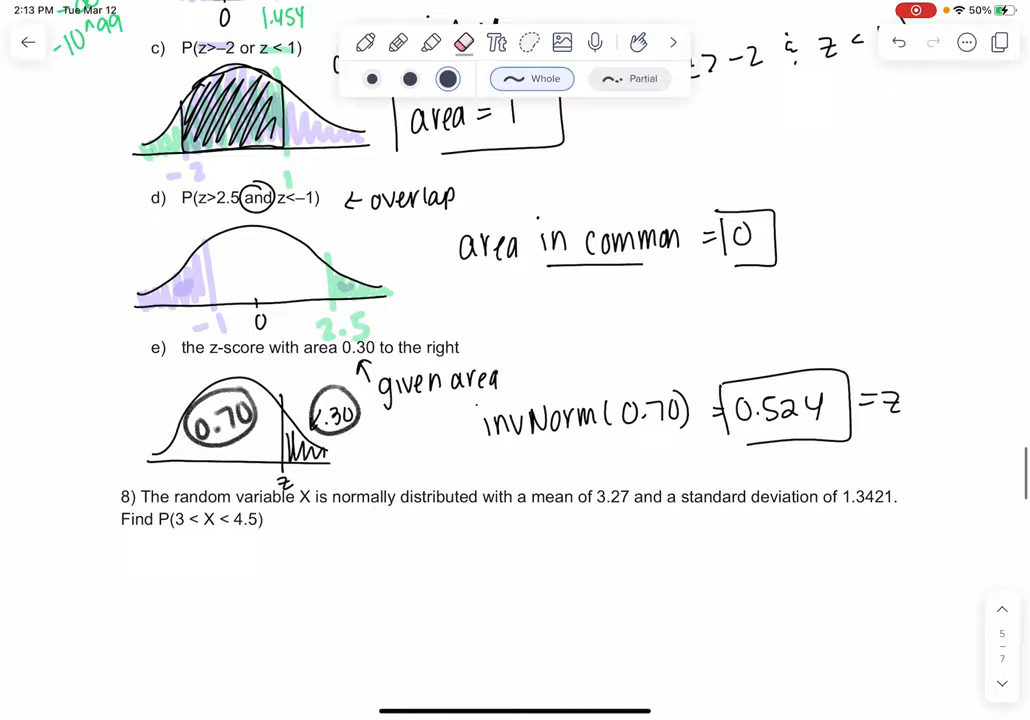 2:13 PM Tue Mar 12
50%
-10^99
0
1.454
c) P(z>–2 or z < 1)
Tt
Whole
Partial
> -2 & z <
area = 1
-2
1
d) P(z>2.5 and z<–1)
← overlap
area in common = 0
-1
0
2.5
e) the z-score with area 0.30 to the right
given area
0.70
.30
invNorm(0.70) = 0.524 = z
z
8) The random variable X is normally distributed with a mean of 3.27 and a standard deviation of 1.3421.
Find P(3 < X < 4.5)
5
–
7